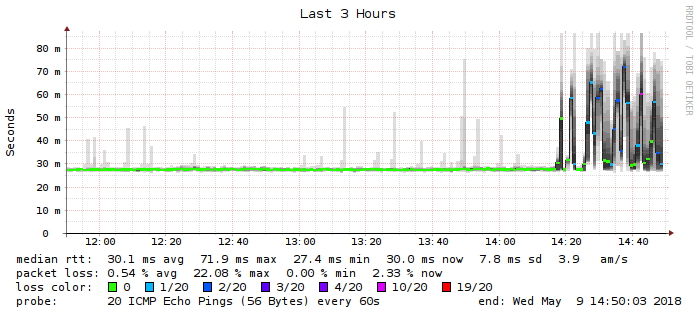 Last 3 Hours
RRDTOOL / TOBI OETIKER
Seconds
80 m
70 m
60 m
50 m
40 m
30 m
20 m
10 m
0
12:00 12:20 12:40 13:00 13:20 13:40 14:00 14:20 14:40
median rtt: 30.1 ms avg 71.9 ms max 27.4 ms min 30.0 ms now 7.8 ms sd 3.9 am/s
packet loss: 0.54 % avg 22.08 % max 0.00 % min 2.33 % now
loss color: 0 1/20 2/20 3/20 4/20 10/20 19/20
probe: 20 ICMP Echo Pings (56 Bytes) every 60s end: Wed May 9 14:50:03 2018